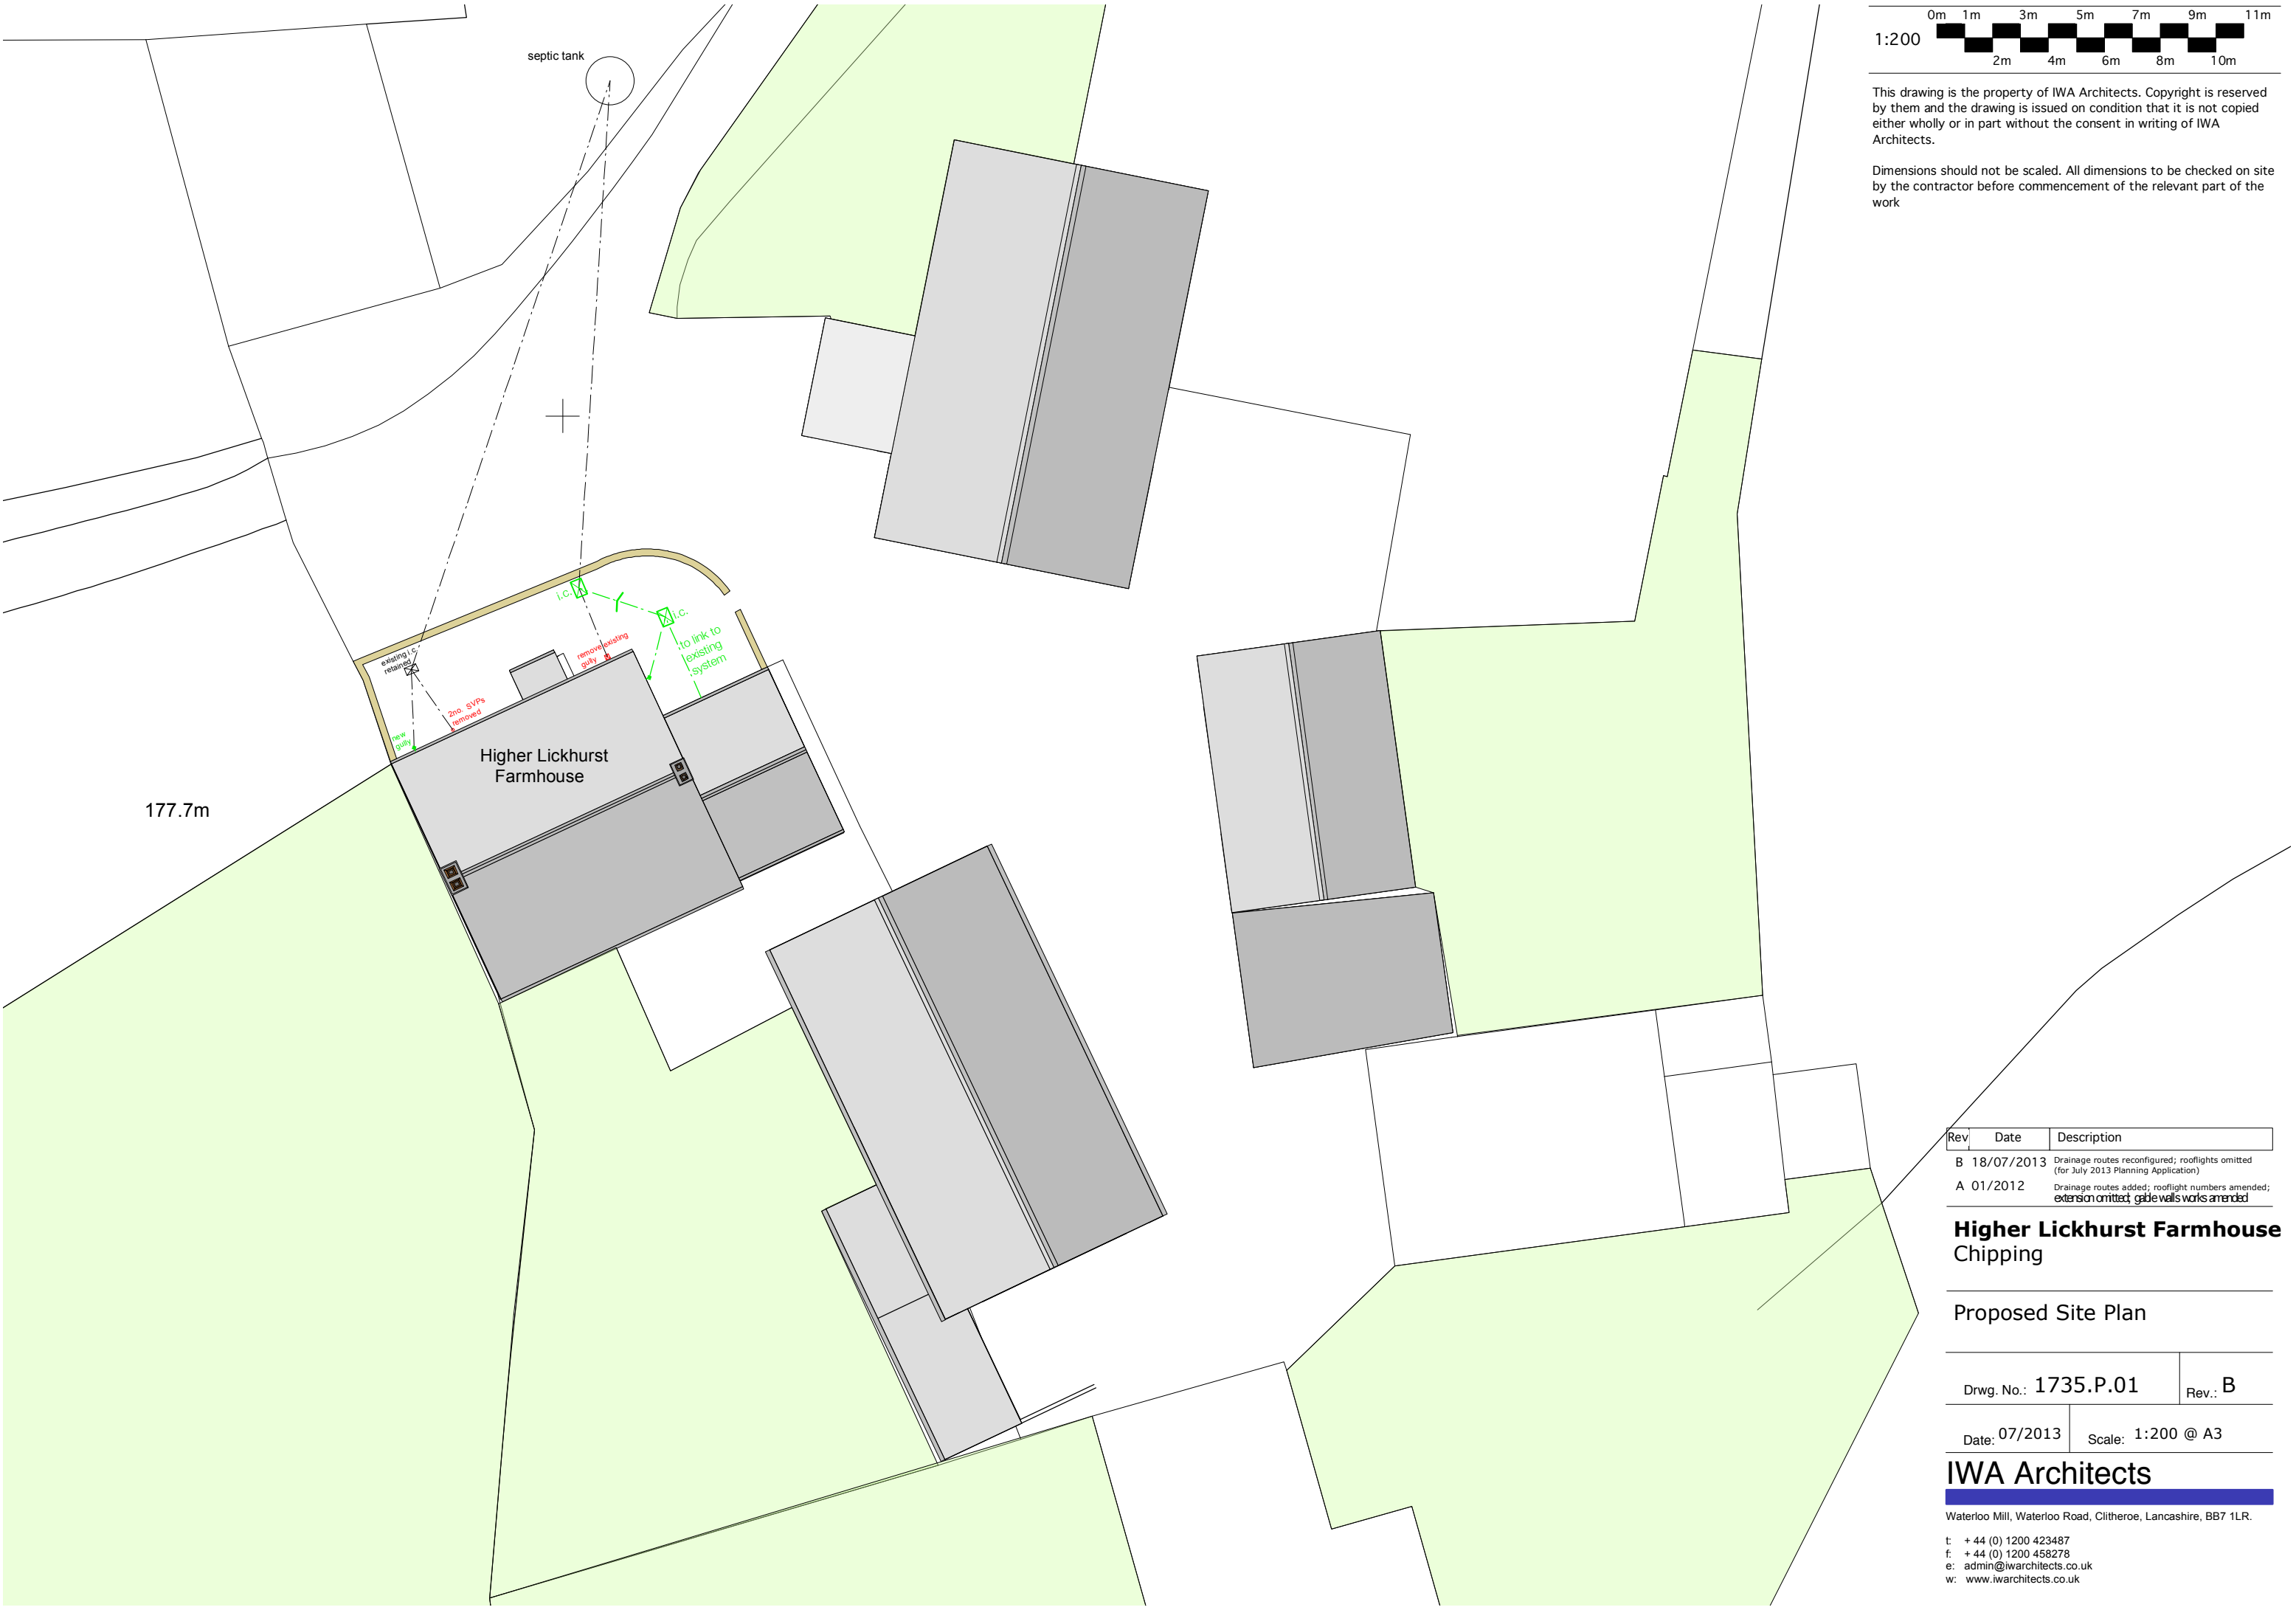 0m 1m 3m 5m 7m 9m 11m
1:200
2m 4m 6m 8m 10m
This drawing is the property of IWA Architects. Copyright is reserved
by them and the drawing is issued on condition that it is not copied
either wholly or in part without the consent in writing of IWA
Architects.
Dimensions should not be scaled. All dimensions to be checked on site
by the contractor before commencement of the relevant part of the
work
septic tank
i.c.
i.c.
to link to
existing
system
remove existing
gully
existing i.c.
retained
2no. SVPs
removed
new
gully
Higher Lickhurst
Farmhouse
177.7m
Rev Date Description
B 18/07/2013 Drainage routes reconfigured; rooflights omitted
(for July 2013 Planning Application)
A 01/2012 Drainage routes added; rooflight numbers amended;
extension omitted; gable walls works amended
Higher Lickhurst Farmhouse
Chipping
Proposed Site Plan
Drwg. No.: 1735.P.01 Rev.: B
Date: 07/2013 Scale: 1:200 @ A3
IWA Architects
Waterloo Mill, Waterloo Road, Clitheroe, Lancashire, BB7 1LR.
t: + 44 (0) 1200 423487
f: + 44 (0) 1200 458278
e: admin@iwarchitects.co.uk
w: www.iwarchitects.co.uk